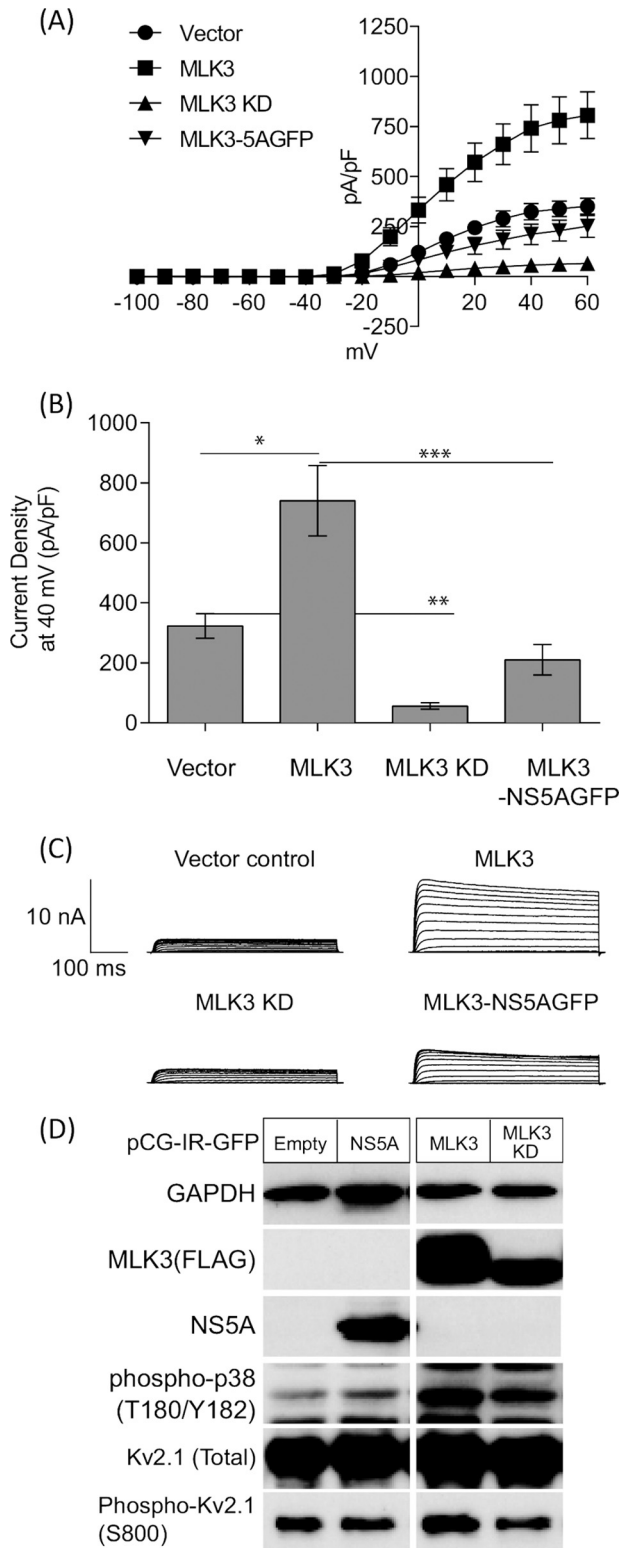 (A)
Vector
MLK3
MLK3 KD
MLK3-5AGFP
1250
1000
750
500
250
-250
pA/pF
-100 -80 -60 -40 -20 20 40 60
mV
(B)
Current Density
at 40 mV (pA/pF)
1000
800
600
400
200
0
*
***
**
Vector MLK3 MLK3 KD MLK3
-NS5AGFP
(C)
Vector control MLK3
10 nA
100 ms
MLK3 KD MLK3-NS5AGFP
(D)
pCG-IR-GFP Empty NS5A MLK3 MLK3
KD
GAPDH
MLK3(FLAG)
NS5A
phospho-p38
(T180/Y182)
Kv2.1 (Total)
Phospho-Kv2.1
(S800)